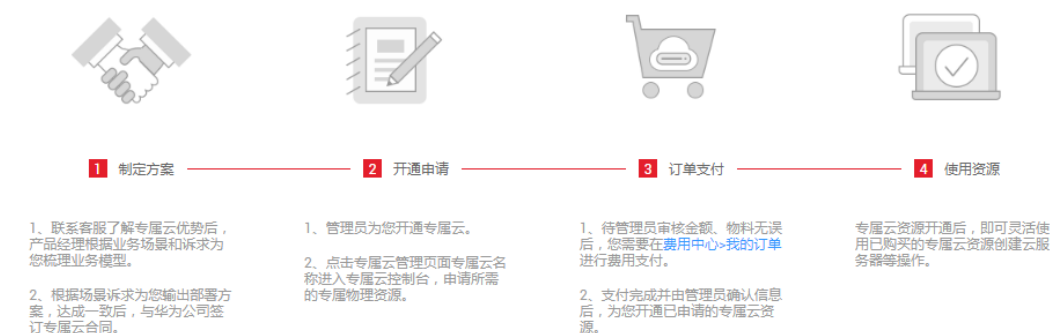 1 制定方案
2 开通申请
3 订单支付
4 使用资源
1、联系客服了解专属云优势后，
产品经理根据业务场景和诉求为
您梳理业务模型。
2、根据场景诉求为您输出部署方
案，达成一致后，与华为公司签
订专属云合同。
1、管理员为您开通专属云。
2、点击专属云管理页面专属云名
称进入专属云控制台，申请所需
的专属物理资源。
1、待管理员审核金额、物料无误
后，您需要在费用中心>我的订单
进行费用支付。
2、支付完成并由管理员确认信息
后，为您开通已申请的专属云资
源。
专属云资源开通后，即可灵活使
用已购买的专属云资源创建云服
务器等操作。